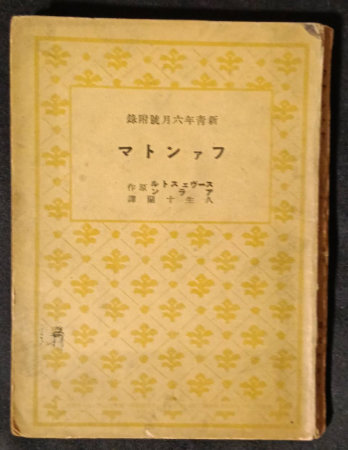 新青年六月號附錄
ファントマ
スーヴェストル
アラン
原作
久生十蘭譯